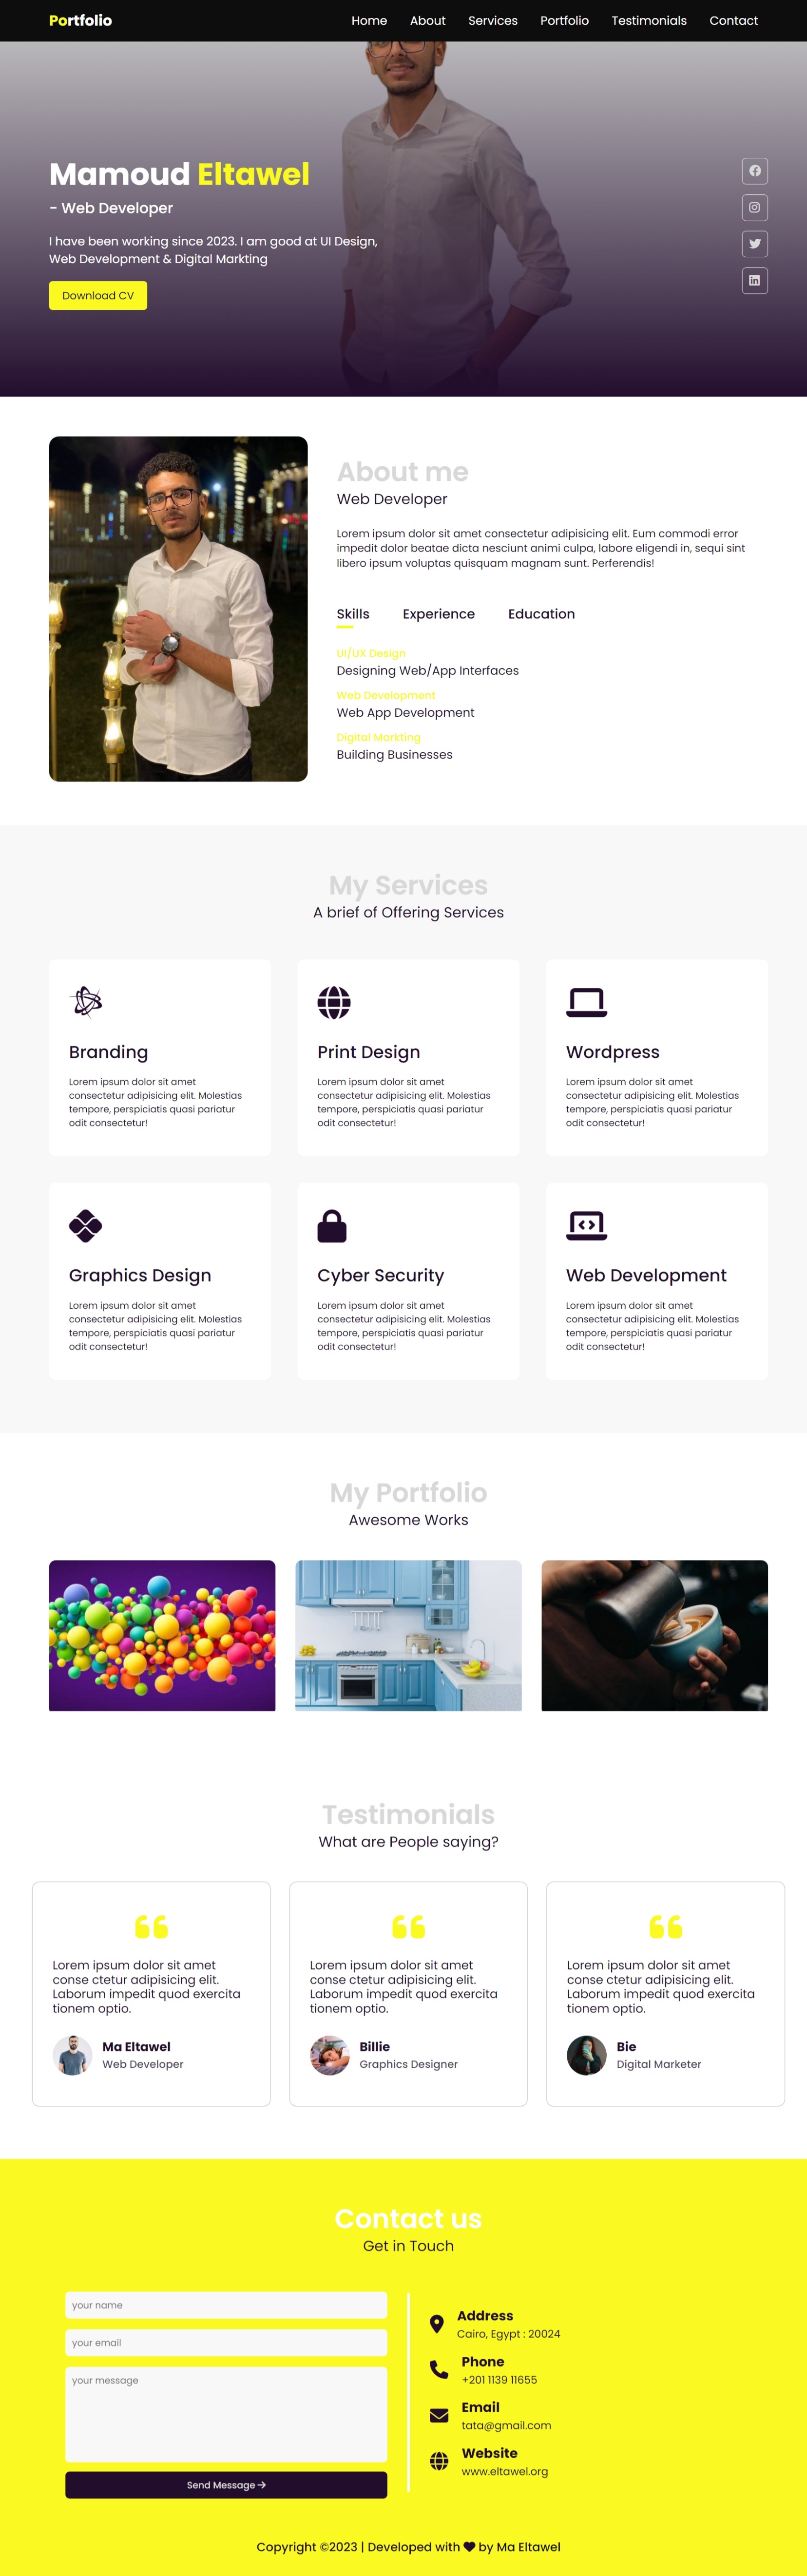 Portfolio
Home About Services Portfolio Testimonials Contact
Mamoud Eltawel
- Web Developer
I have been working since 2023. I am good at UI Design,
Web Development & Digital Markting
Download CV
About me
Web Developer
Lorem ipsum dolor sit amet consectetur adipisicing elit. Eum commodi error
impedit dolor beatae dicta nesciunt animi culpa, labore eligendi in, sequi sint
libero ipsum voluptas quisquam magnam sunt. Perferendis!
Skills Experience Education
UI/UX Design
Designing Web/App Interfaces
Web Development
Web App Development
Digital Markting
Building Businesses
My Services
A brief of Offering Services
Branding
Lorem ipsum dolor sit amet
consectetur adipisicing elit. Molestias
tempore, perspiciatis quasi pariatur
odit consectetur!
Print Design
Lorem ipsum dolor sit amet
consectetur adipisicing elit. Molestias
tempore, perspiciatis quasi pariatur
odit consectetur!
Wordpress
Lorem ipsum dolor sit amet
consectetur adipisicing elit. Molestias
tempore, perspiciatis quasi pariatur
odit consectetur!
Graphics Design
Lorem ipsum dolor sit amet
consectetur adipisicing elit. Molestias
tempore, perspiciatis quasi pariatur
odit consectetur!
Cyber Security
Lorem ipsum dolor sit amet
consectetur adipisicing elit. Molestias
tempore, perspiciatis quasi pariatur
odit consectetur!
Web Development
Lorem ipsum dolor sit amet
consectetur adipisicing elit. Molestias
tempore, perspiciatis quasi pariatur
odit consectetur!
My Portfolio
Awesome Works
Testimonials
What are People saying?
Lorem ipsum dolor sit amet
conse ctetur adipisicing elit.
Laborum impedit quod exercita
tionem optio.
Ma Eltawel
Web Developer
Lorem ipsum dolor sit amet
conse ctetur adipisicing elit.
Laborum impedit quod exercita
tionem optio.
Billie
Graphics Designer
Lorem ipsum dolor sit amet
conse ctetur adipisicing elit.
Laborum impedit quod exercita
tionem optio.
Bie
Digital Marketer
Contact us
Get in Touch
your name
your email
your message
Send Message
Address
Cairo, Egypt : 20024
Phone
+201 1139 11655
Email
tata@gmail.com
Website
www.eltawel.org
Copyright ©2023 | Developed with ♥ by Ma Eltawel